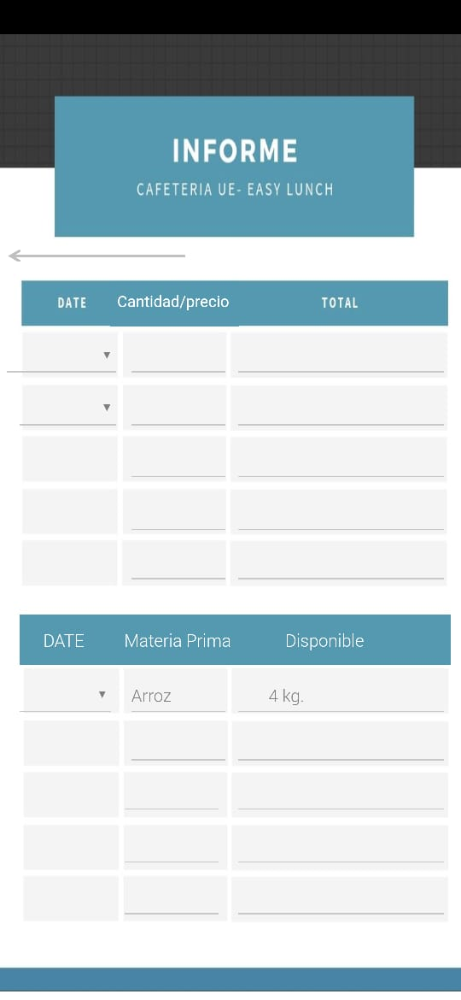 INFORME
CAFETERIA UE- EASY LUNCH
DATE Cantidad/precio TOTAL
DATE Materia Prima Disponible
Arroz 4 kg.